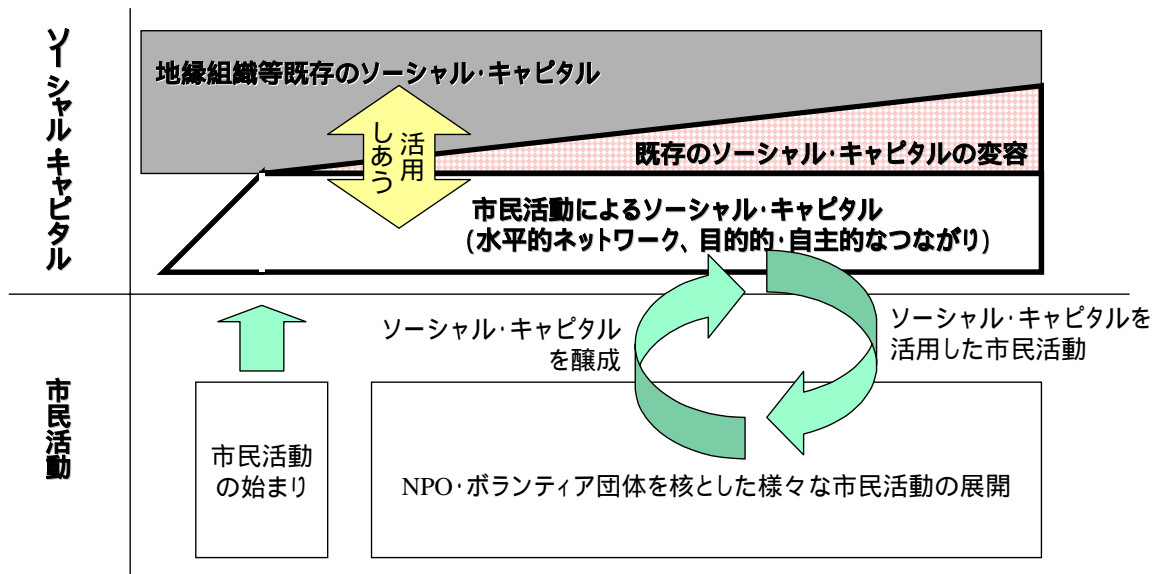 ソーシャル・キャピタル
地縁組織等既存のソーシャル・キャピタル
活用
しあう
既存のソーシャル・キャピタルの変容
市民活動によるソーシャル・キャピタル
(水平的ネットワーク、目的的・自主的なつながり)
ソーシャル・キャピタル
を醸成
ソーシャル・キャピタルを
活用した市民活動
市民活動
市民活動
の始まり
NPO・ボランティア団体を核とした様々な市民活動の展開